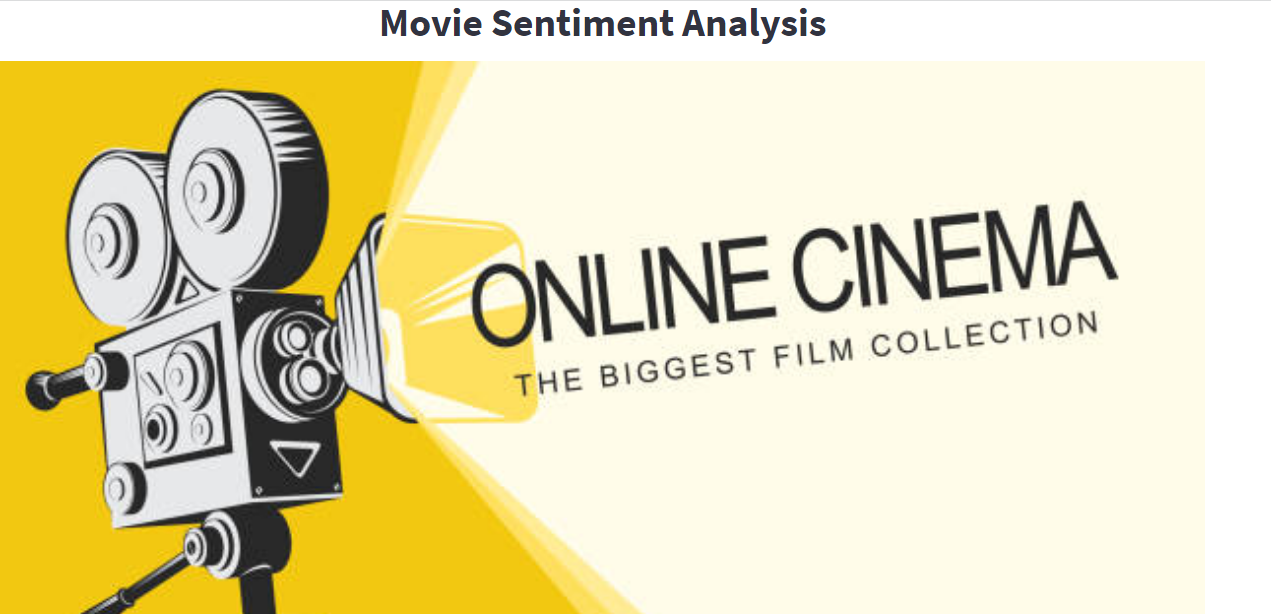 Movie Sentiment Analysis
ONLINE CINEMA
THE BIGGEST FILM COLLECTION